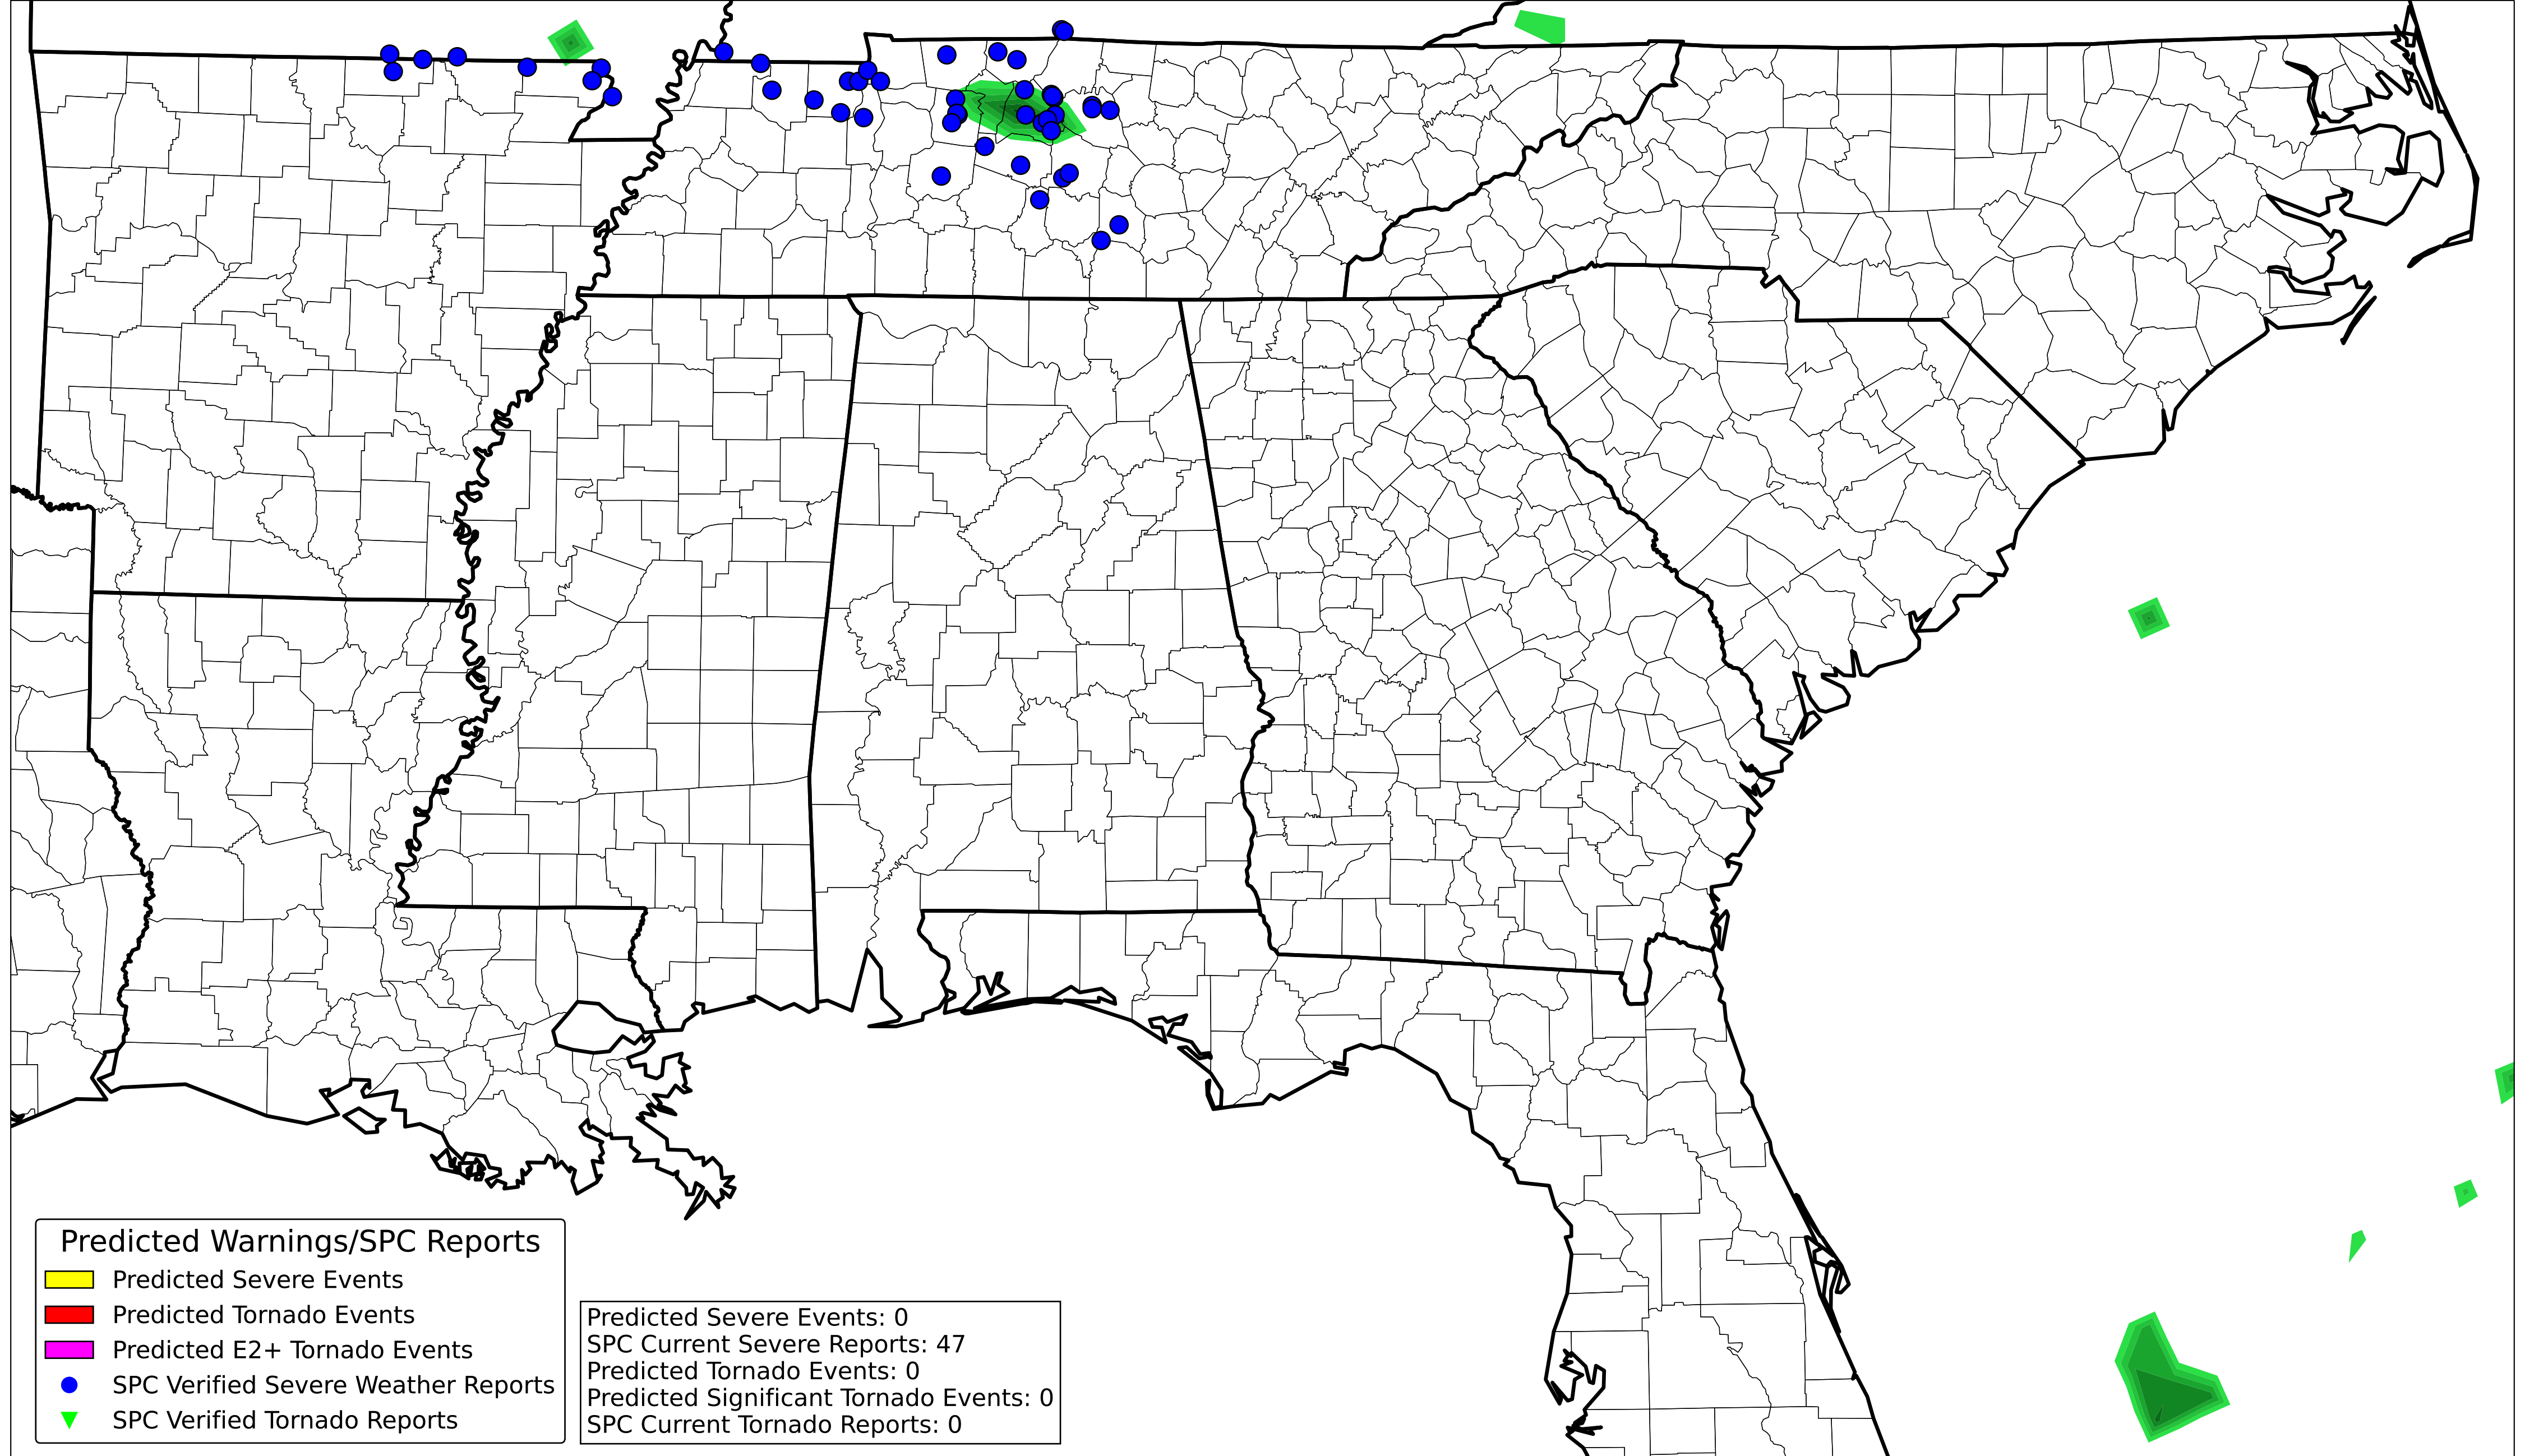 Predicted Warnings/SPC Reports
Predicted Severe Events
Predicted Tornado Events
Predicted E2+ Tornado Events
SPC Verified Severe Weather Reports
SPC Verified Tornado Reports
Predicted Severe Events: 0
SPC Current Severe Reports: 47
Predicted Tornado Events: 0
Predicted Significant Tornado Events: 0
SPC Current Tornado Reports: 0